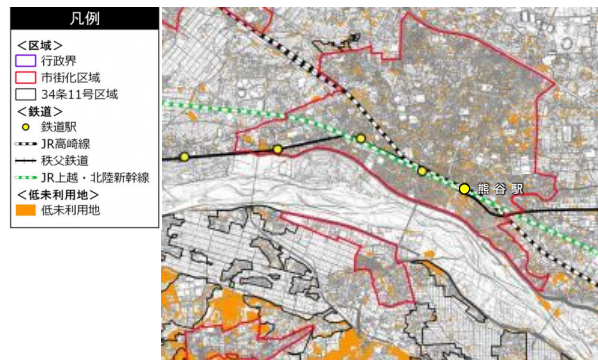 凡例
<区域>
行政界
市街化区域
34条11号区域
<鉄道>
鉄道駅
JR高崎線
秩父鉄道
JR上越・北陸新幹線
<低未利用地>
低未利用地
熊谷駅